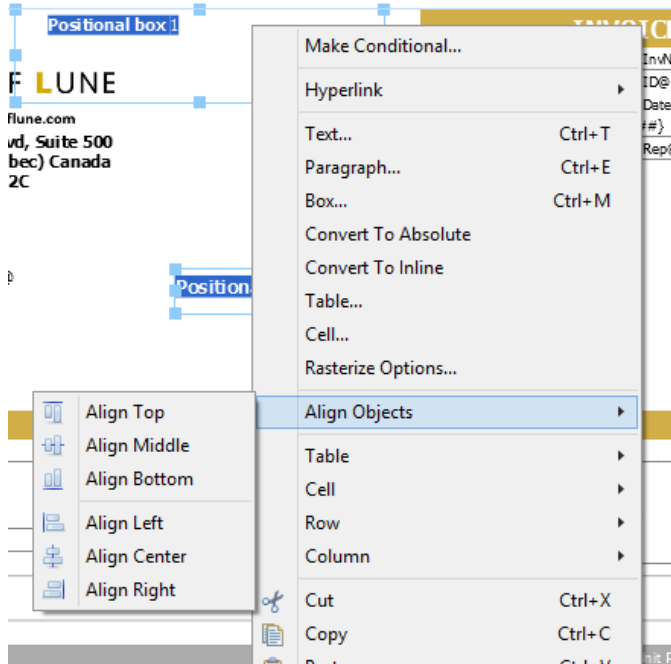 Positional box 1
INVOIC
F LUNE
flune.com
vd, Suite 500
bec) Canada
2C
InvN
ID@
Date
##}
Rep@
@
Position
Make Conditional...
Hyperlink
Text... Ctrl+T
Paragraph... Ctrl+E
Box... Ctrl+M
Convert To Absolute
Convert To Inline
Table...
Cell...
Rasterize Options...
Align Objects
Table
Cell
Row
Column
Cut Ctrl+X
Copy Ctrl+C
Align Top
Align Middle
Align Bottom
Align Left
Align Center
Align Right